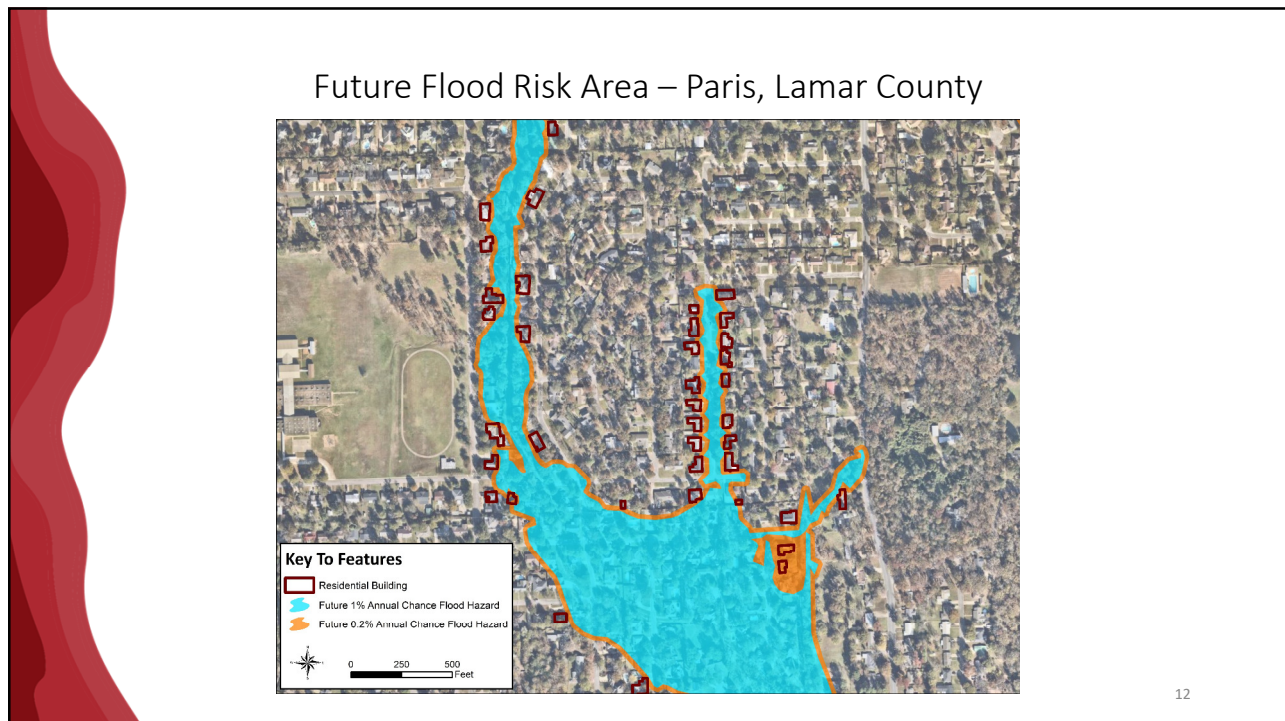 Future Flood Risk Area – Paris, Lamar County
Key To Features
Residential Building
Future 1% Annual Chance Flood Hazard
Future 0.2% Annual Chance Flood Hazard
0 250 500
Feet
12